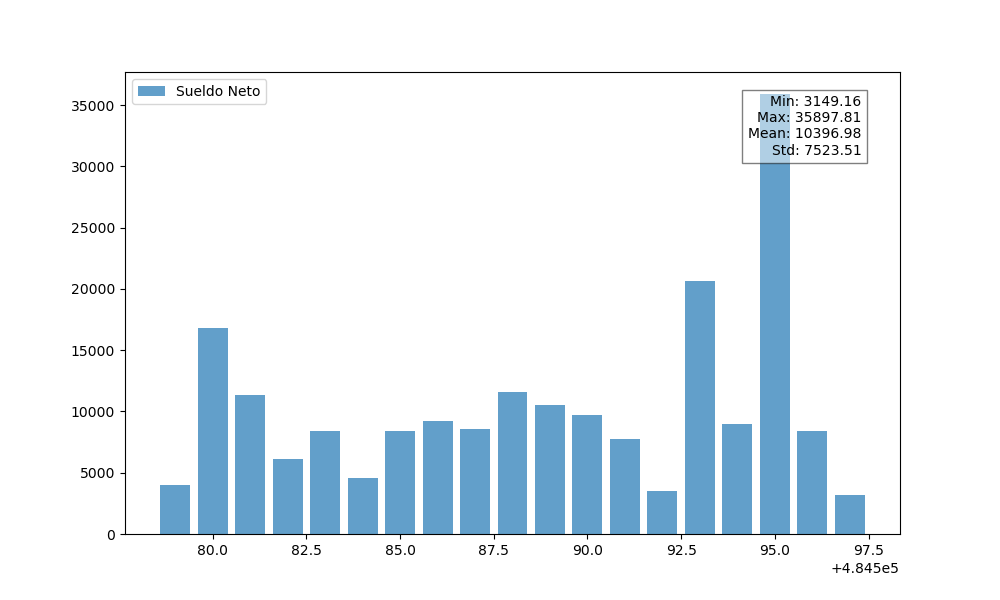 Sueldo Neto
Min: 3149.16
Max: 35897.81
Mean: 10396.98
Std: 7523.51
35000
30000
25000
20000
15000
10000
5000
0
80.0 82.5 85.0 87.5 90.0 92.5 95.0 97.5
+4.845e5